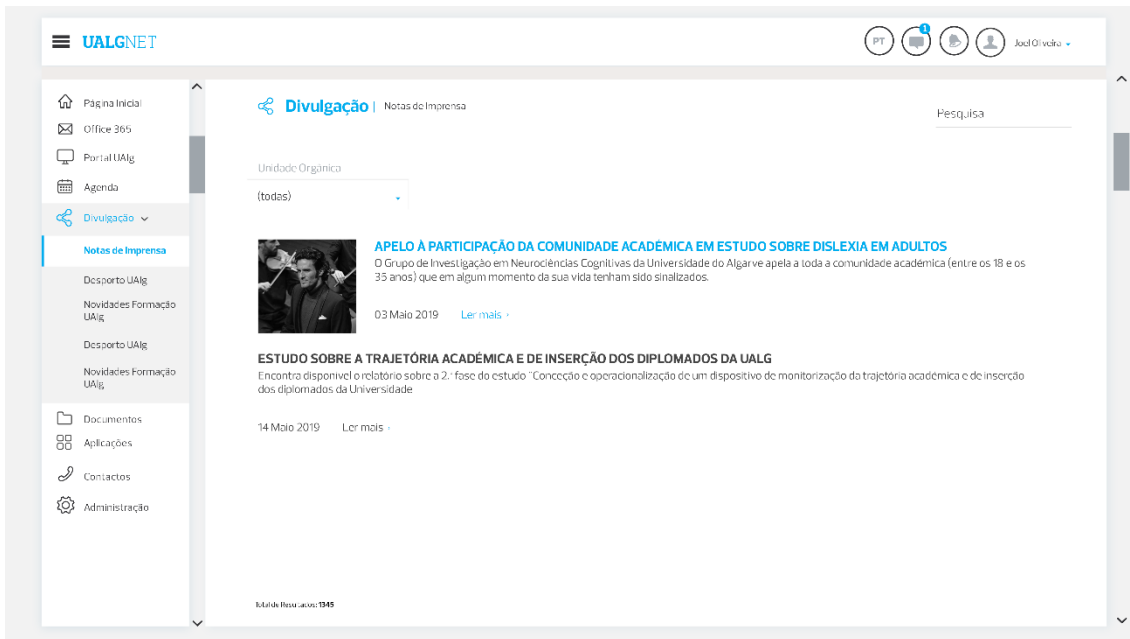 UALGNET
PT
1
Joel Oliveira
Página Inicial
Office 365
Portal UAlg
Agenda
Divulgação
Notas de Imprensa
Desporto UAlg
Novidades Formação
UAlg
Desporto UAlg
Novidades Formação
UAlg
Documentos
Aplicações
Contactos
Administração
Divulgação | Notas de Imprensa
Pesquisa
Unidade Orgânica
(todas)
APELO À PARTICIPAÇÃO DA COMUNIDADE ACADÉMICA EM ESTUDO SOBRE DISLEXIA EM ADULTOS
O Grupo de Investigação em Neurociências Cognitivas da Universidade do Algarve apela a toda a comunidade académica (entre os 18 e os
35 anos) que em algum momento da sua vida tenham sido sinalizados.
03 Maio 2019 Ler mais ›
ESTUDO SOBRE A TRAJETÓRIA ACADÉMICA E DE INSERÇÃO DOS DIPLOMADOS DA UALG
Encontra disponível o relatório sobre a 2.ª fase do estudo "Conceção e operacionalização de um dispositivo de monitorização da trajetória académica e de inserção
dos diplomados da Universidade
14 Maio 2019 Ler mais ›
Total de Resultados: 1345